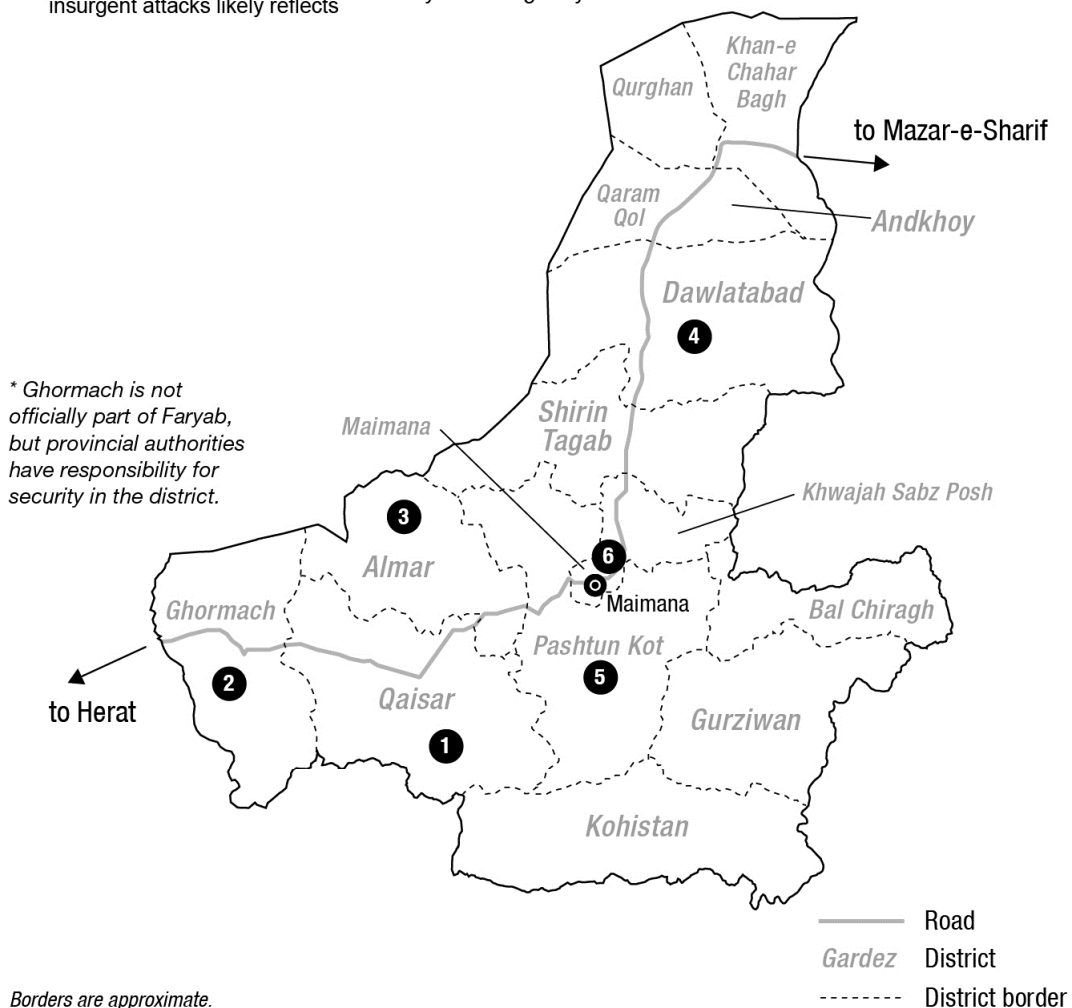 insurgent attacks likely reflects
Khan-e
Chahar
Bagh
Qurghan
to Mazar-e-Sharif
Qaram
Qol
Andkhoy
Dawlatabad
4
* Ghormach is not
officially part of Faryab,
but provincial authorities
have responsibility for
security in the district.
Shirin
Tagab
Maimana
Khwajah Sabz Posh
3
6
Almar
Maimana
Ghormach
Bal Chiragh
Pashtun Kot
5
2
Qaisar
to Herat
Gurziwan
1
Kohistan
Road
Gardez District
District border
Borders are approximate.